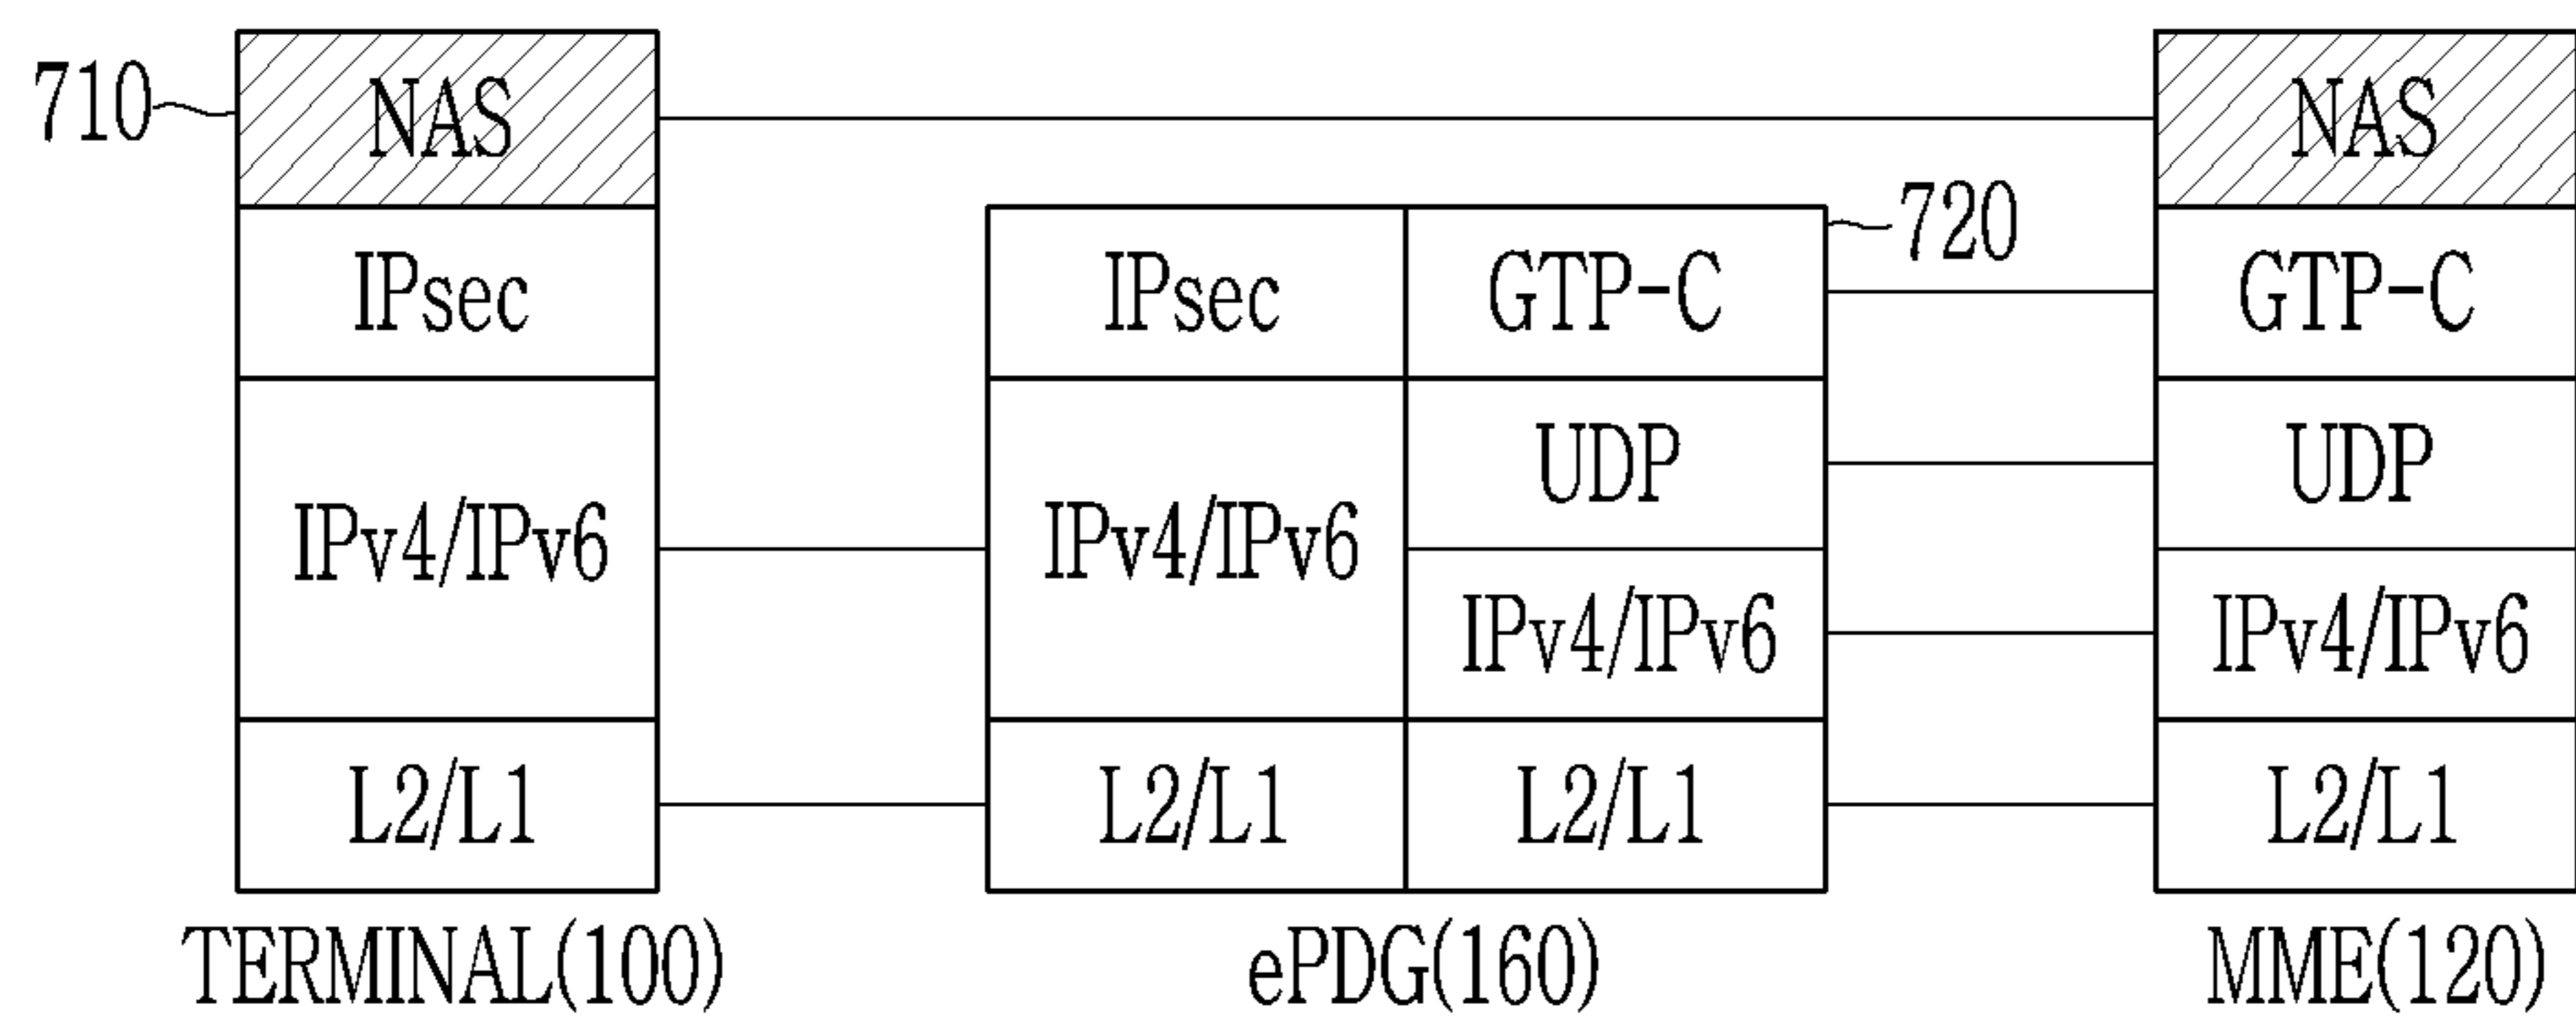 710
NAS
NAS
720
IPsec
IPsec
GTP-C
GTP-C
IPv4/IPv6
IPv4/IPv6
UDP
UDP
IPv4/IPv6
IPv4/IPv6
L2/L1
L2/L1
L2/L1
L2/L1
TERMINAL(100)
ePDG(160)
MME(120)